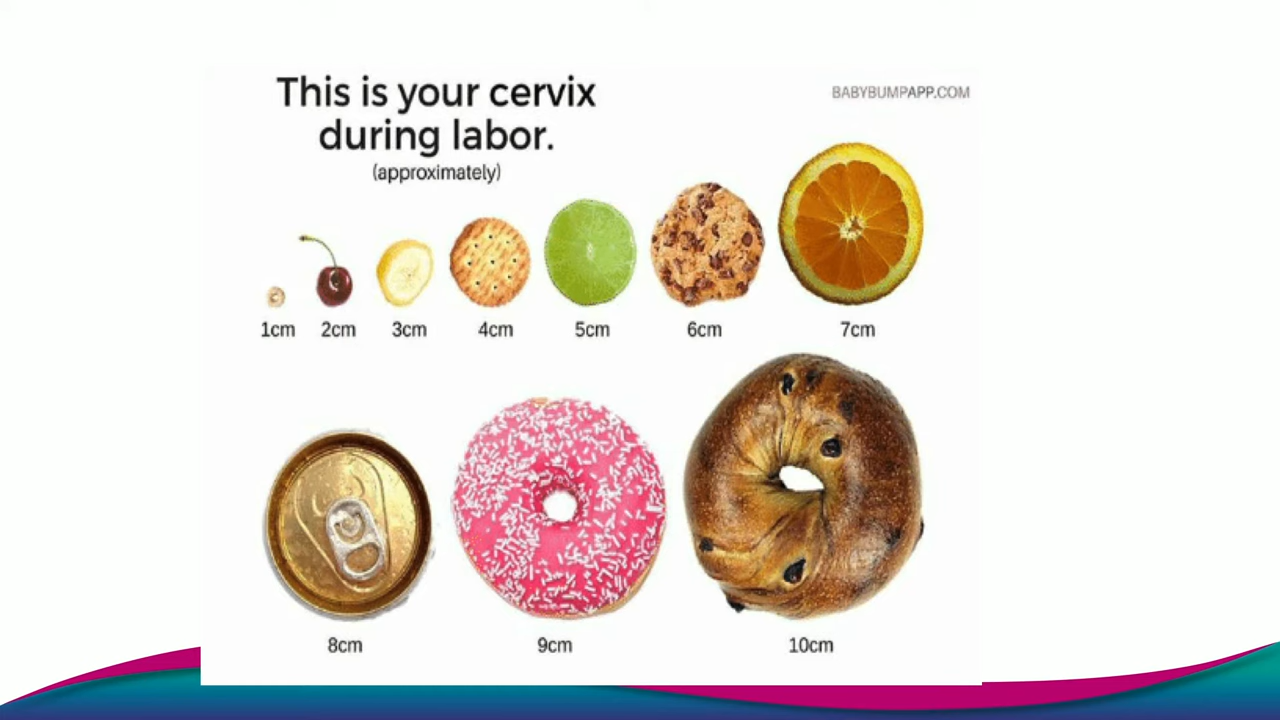 This is your cervix
during labor.
(approximately)
BABYBUMPAPP.COM
1cm 2cm 3cm 4cm 5cm 6cm 7cm
8cm 9cm 10cm